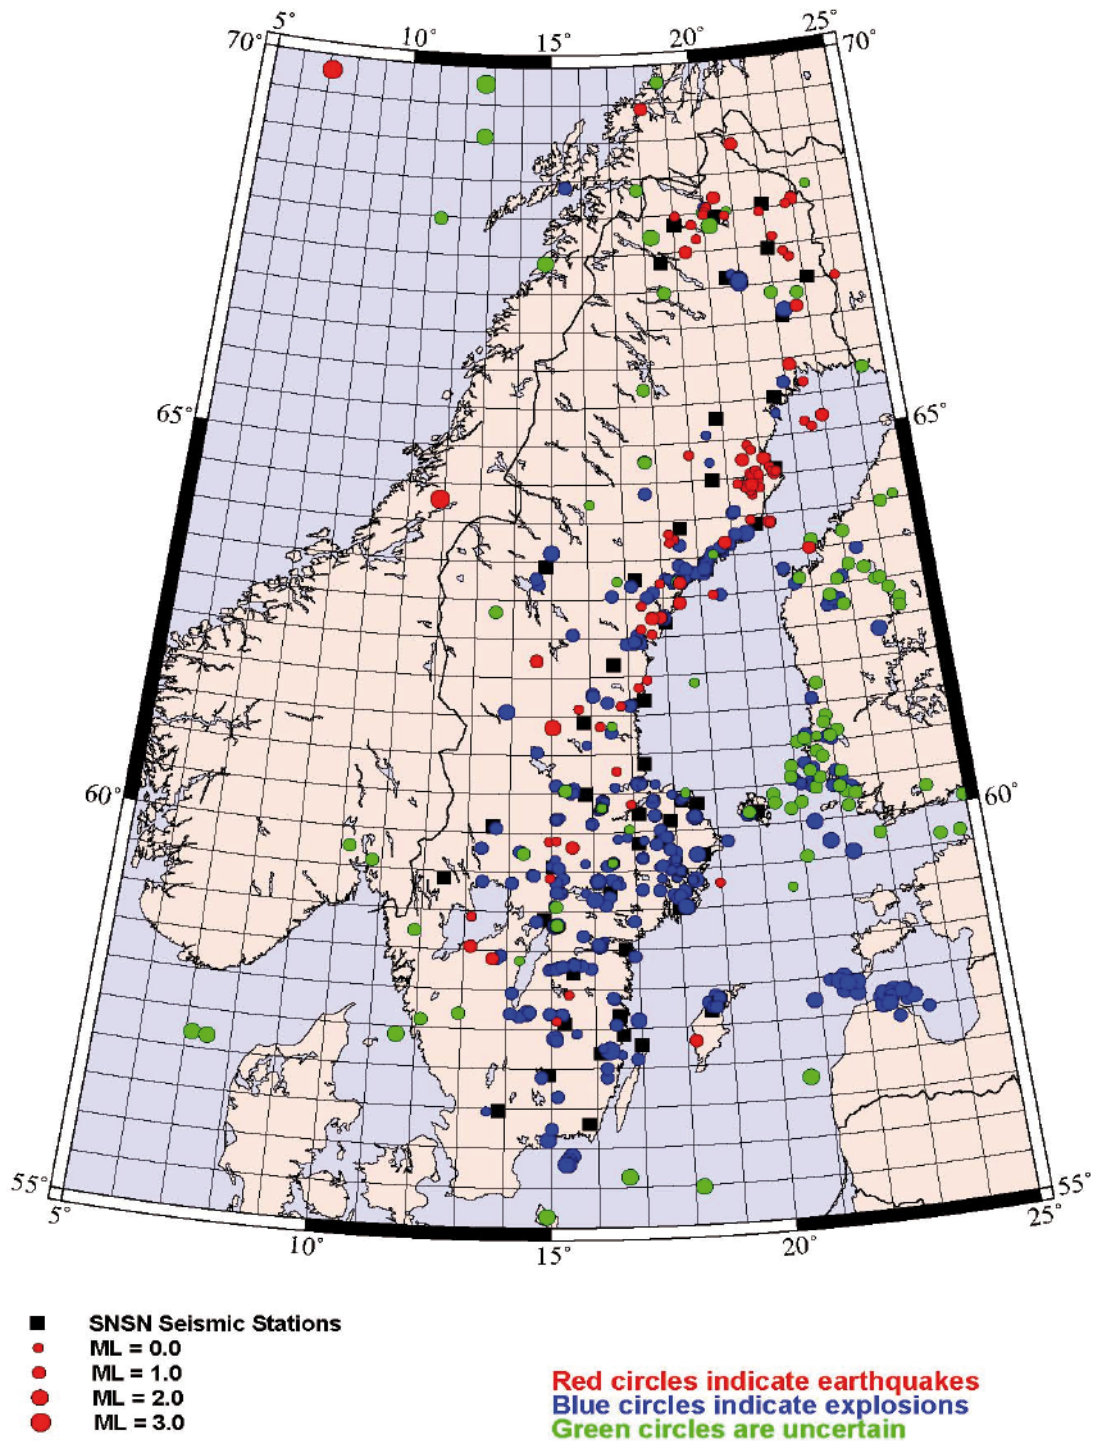 5° 10° 15° 20° 25°
70° 70°
65° 65°
60° 60°
55° 55°
5° 10° 15° 20° 25°
SNSN Seismic Stations
ML = 0.0
ML = 1.0
ML = 2.0
ML = 3.0
Red circles indicate earthquakes
Blue circles indicate explosions
Green circles are uncertain